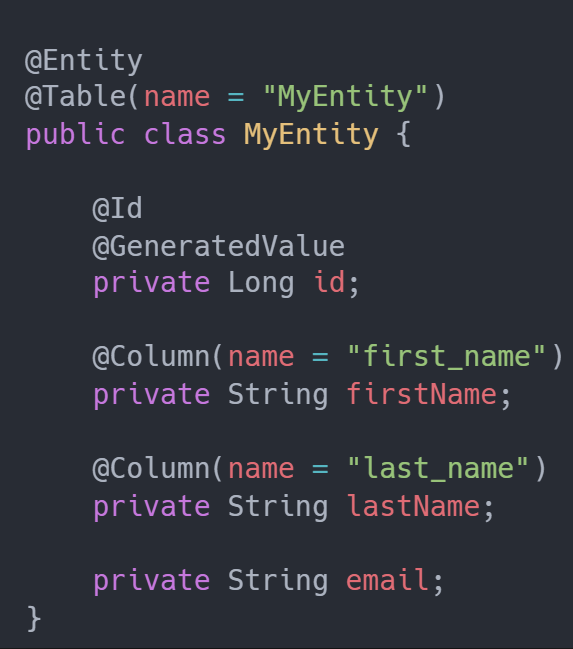 @Entity
@Table(name = "MyEntity")
public class MyEntity {
@Id
@GeneratedValue
private Long id;
@Column(name = "first_name")
private String firstName;
@Column(name = "last_name")
private String lastName;
private String email;
}